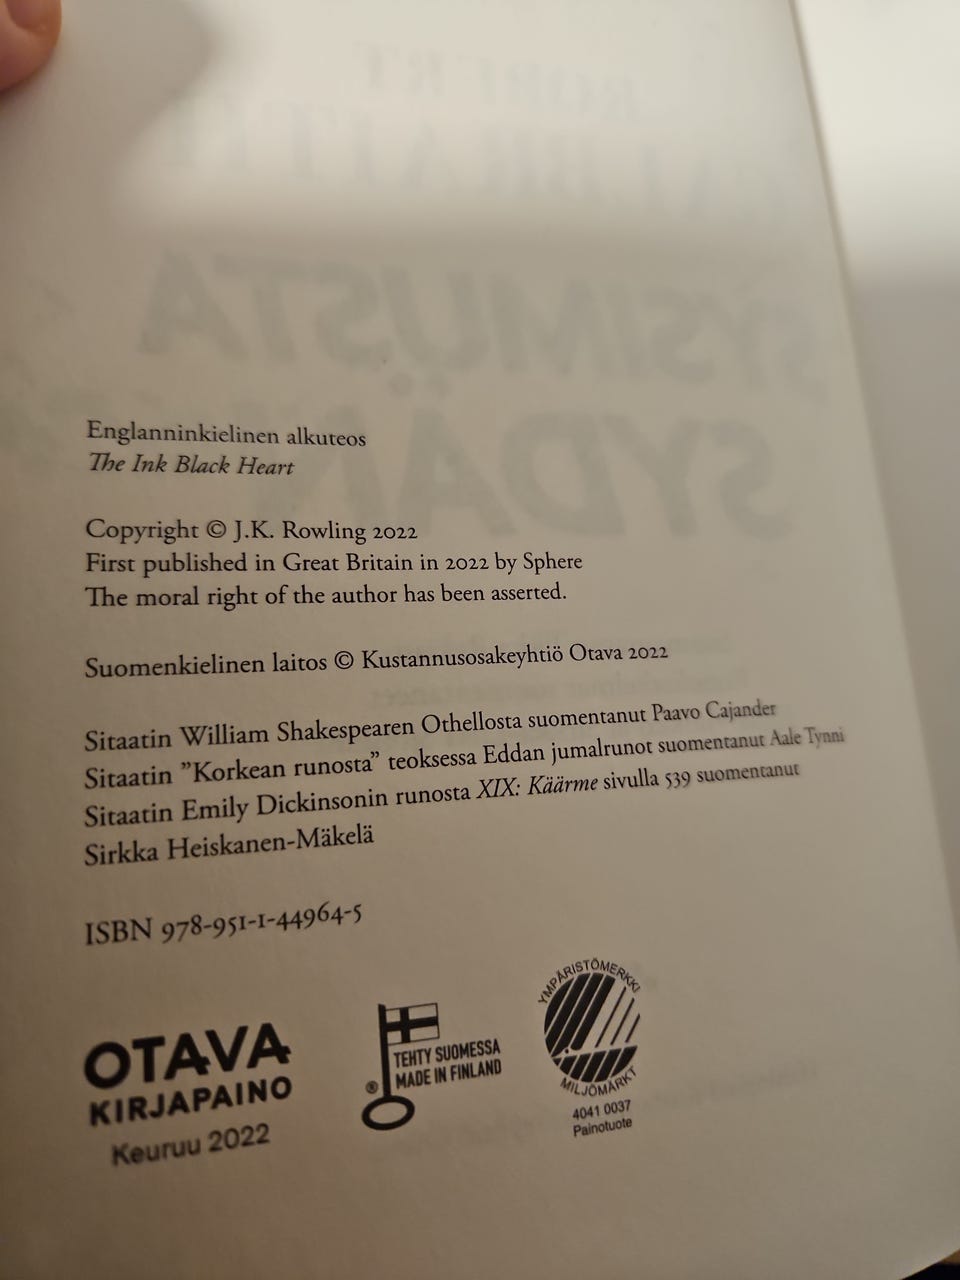 ROBERT
GALBRAITH
SYSIMUSTA
SYDÄN
Englanninkielinen alkuteos
The Ink Black Heart
Copyright © J.K. Rowling 2022
First published in Great Britain in 2022 by Sphere
The moral right of the author has been asserted.
Suomenkielinen laitos © Kustannusosakeyhtiö Otava 2022
Sitaatin William Shakespearen Othellosta suomentanut Paavo Cajander
Sitaatin ”Korkean runosta” teoksessa Eddan jumalrunot suomentanut Aale Tynni
Sitaatin Emily Dickinsonin runosta XIX: Käärme sivulla 539 suomentanut
Sirkka Heiskanen-Mäkelä
ISBN 978-951-1-44964-5
OTAVA
KIRJAPAINO
Keuruu 2022
TEHTY SUOMESSA
® MADE IN FINLAND
YMPÄRISTÖMERKKI
MILJÖMÄRKT
4041 0037
Painotuote